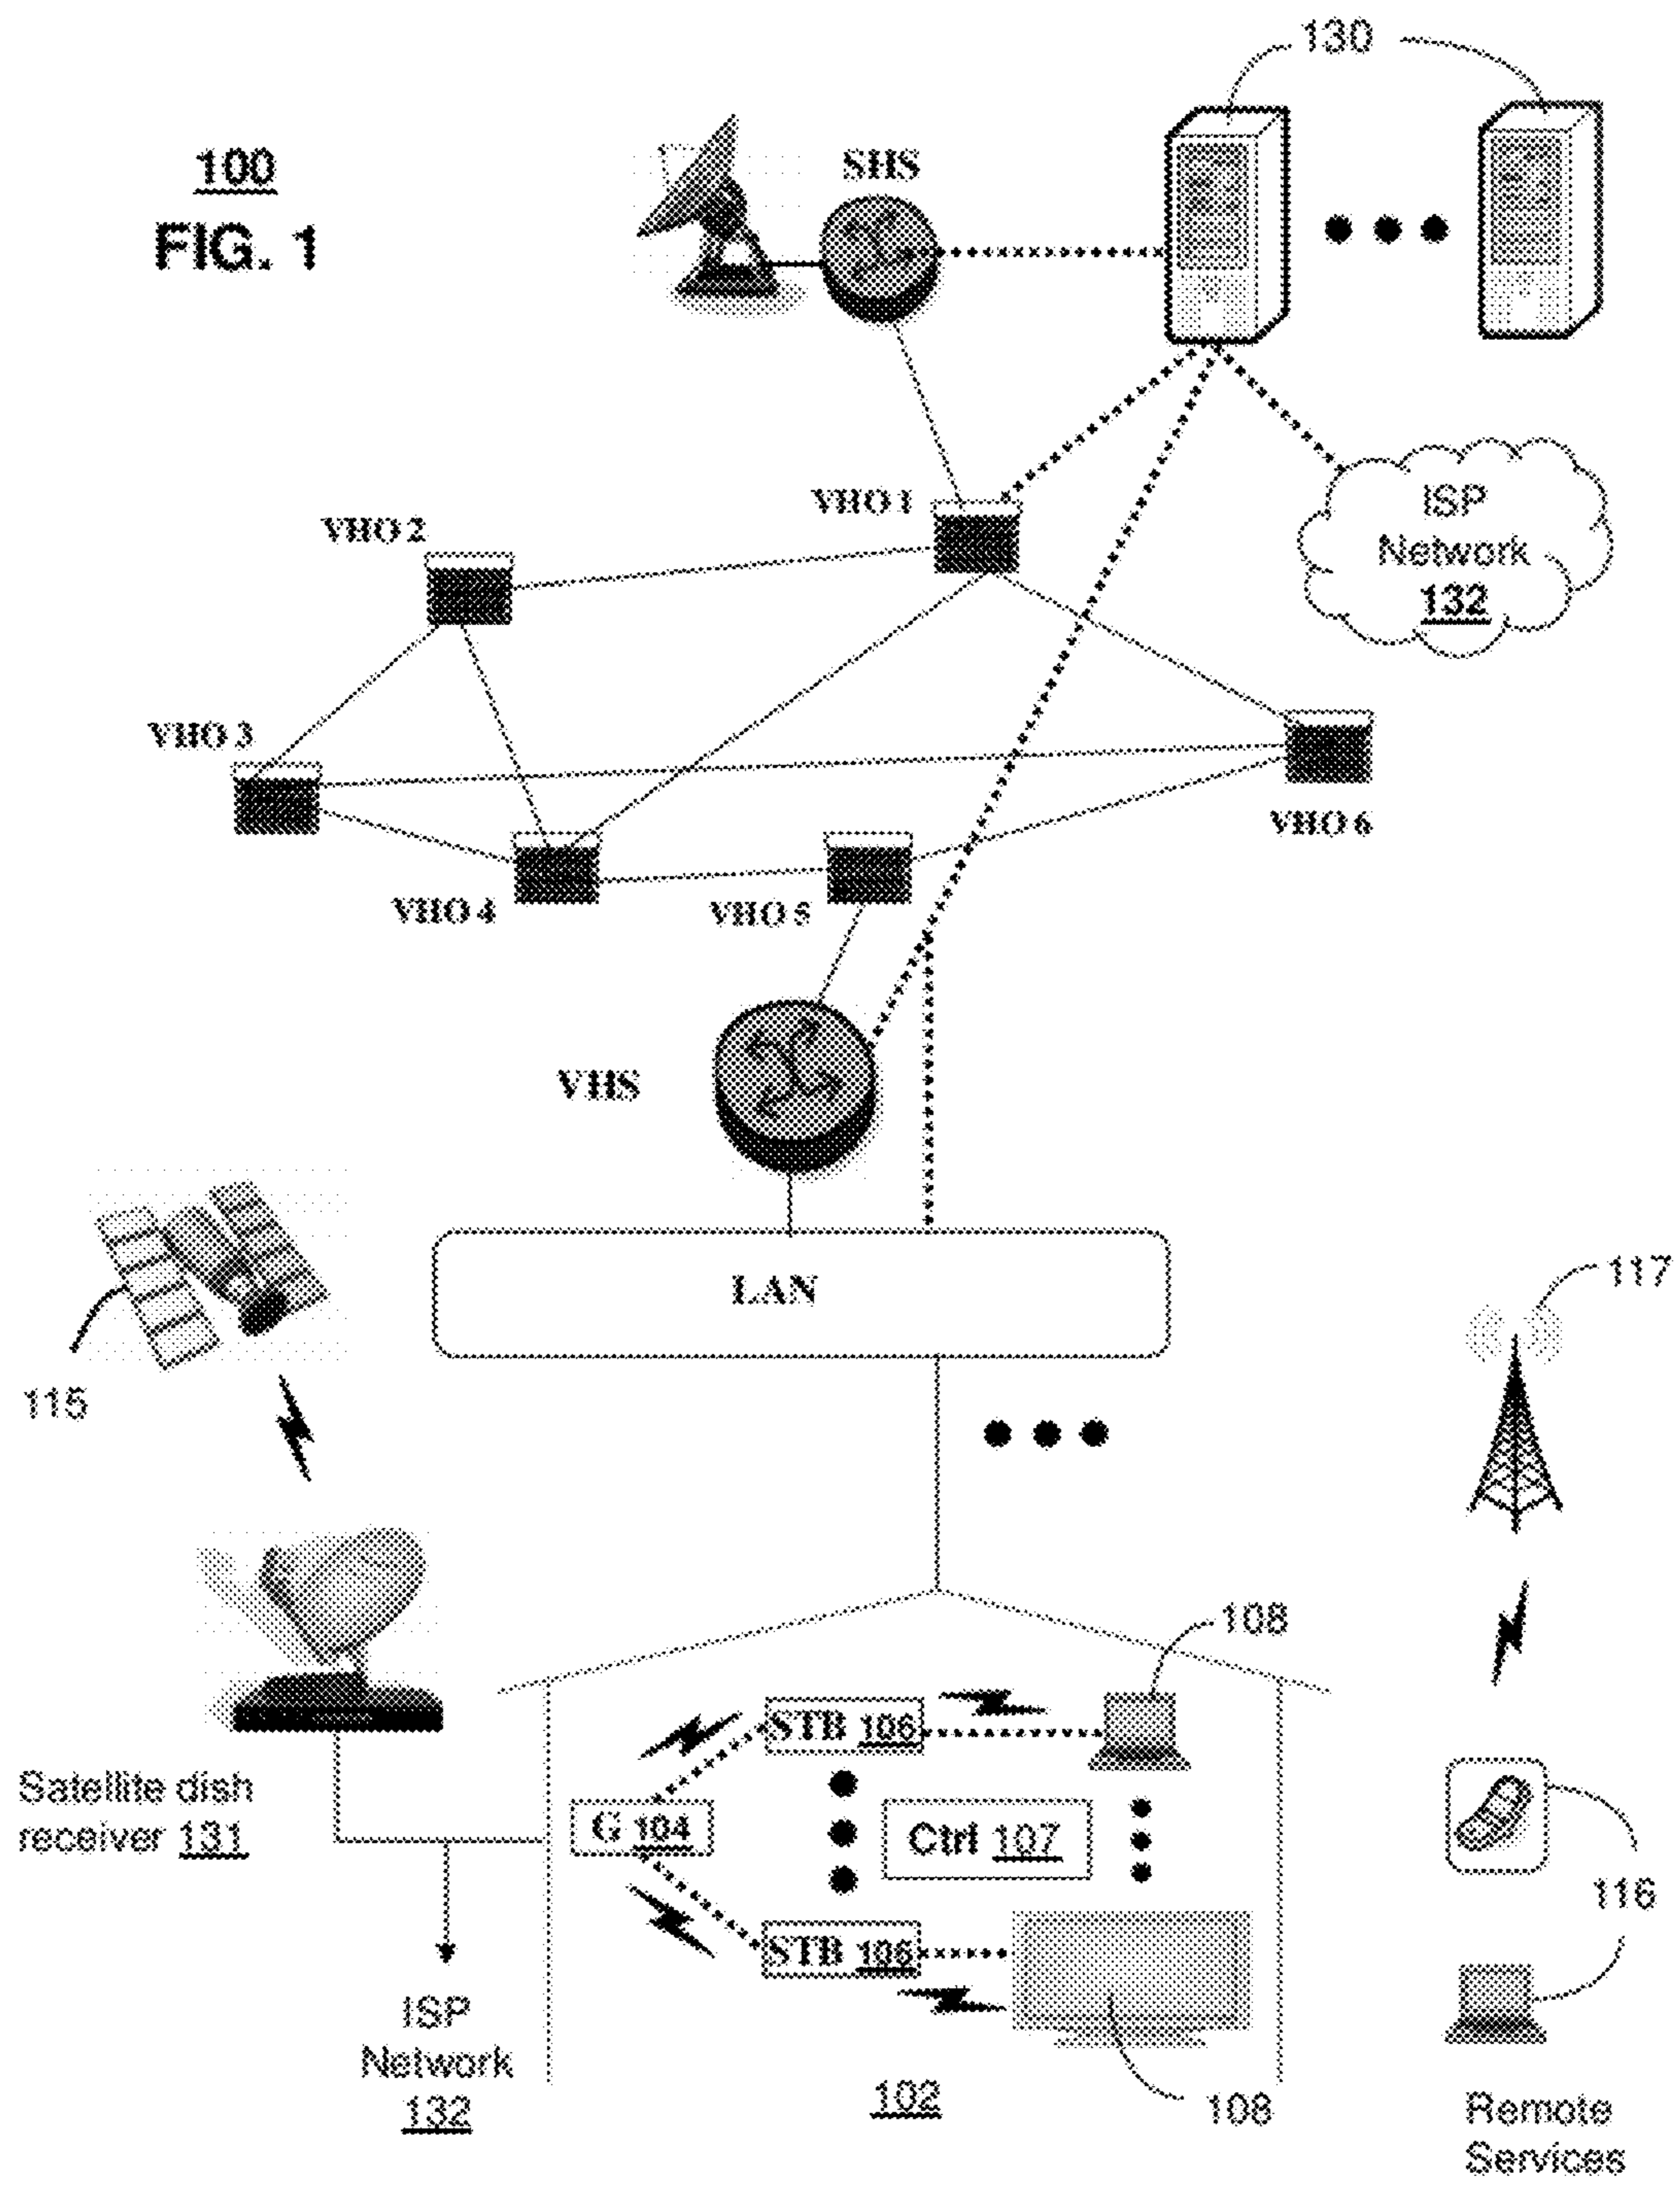 130
100
FIG. 1
SHS
VHO 1
ISP
Network
132
VHO 2
VHO 3
VHO 6
VHO 4
VHO 5
VHS
LAN
117
115
108
STB 106
Satellite dish
receiver 131
G 104
Ctrl 107
116
STB 106
ISP
Network
132
102
108
Remote
Services